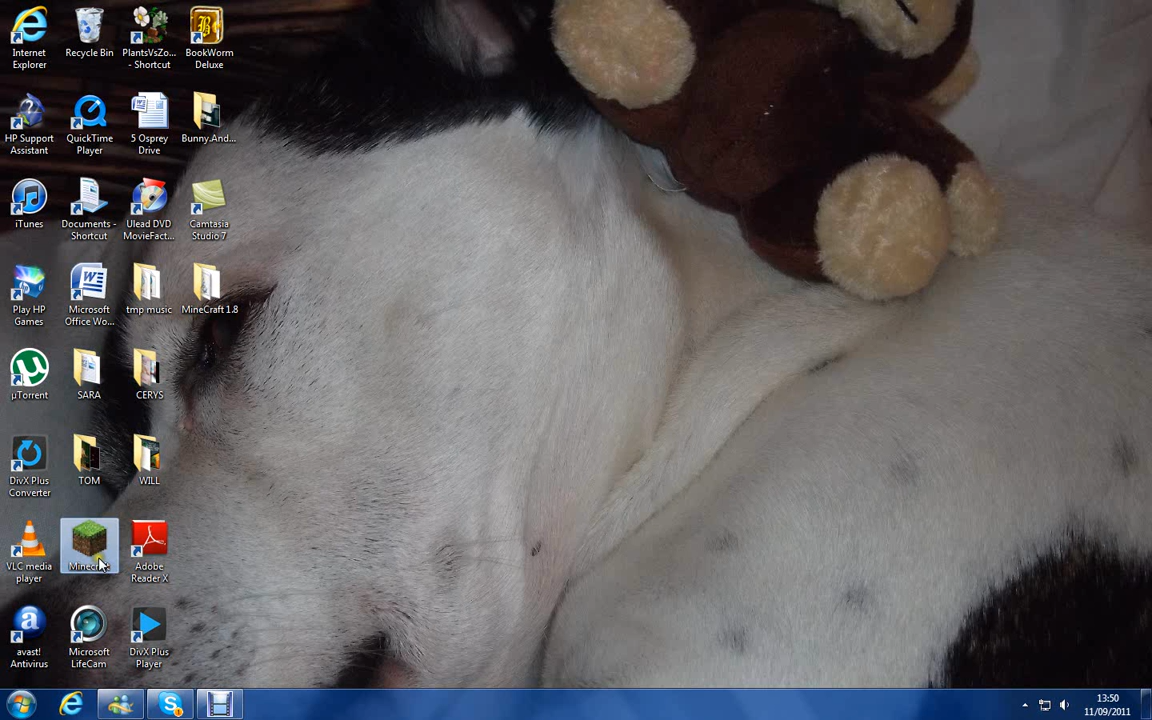 Internet
Explorer
Recycle Bin
PlantsVsZo...
- Shortcut
BookWorm
Deluxe
HP Support
Assistant
QuickTime
Player
5 Osprey
Drive
Bunny.And...
iTunes
Documents -
Shortcut
Ulead DVD
MovieFact...
Camtasia
Studio 7
Play HP
Games
Microsoft
Office Wo...
tmp music
MineCraft 1.8
µTorrent
SARA
CERYS
DivX Plus
Converter
TOM
WILL
VLC media
player
Adobe
Reader X
avast!
Antivirus
Microsoft
LifeCam
DivX Plus
Player
13:50
11/09/2011